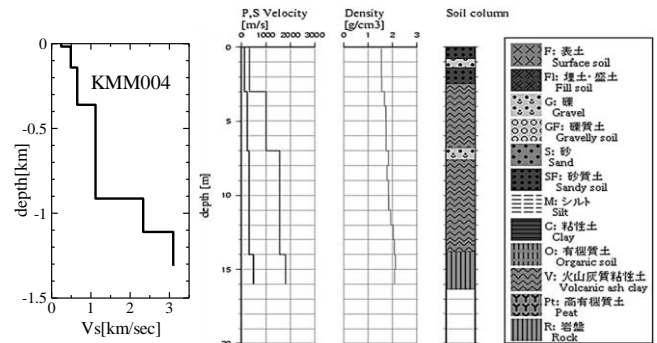 0
-0.5
-1
-1.5
0 1 2 3
depth[km]
Vs[km/sec]
KMM004
P,S Velocity
[m/s]
0 1000 2000 3000
0
5
10
15
20
depth [m]
Density
[g/cm3]
0 1 2 3
Soil column
F: 表土
Surface soil
FI: 埋土・盛土
Fill soil
G: 礫
Gravel
GF: 礫質土
Gravelly soil
S: 砂
Sand
SF: 砂質土
Sandy soil
M: シルト
Silt
C: 粘性土
Clay
O: 有機質土
Organic soil
V: 火山灰質粘性土
Volcanic ash clay
Pt: 高有機質土
Peat
R: 岩盤
Rock